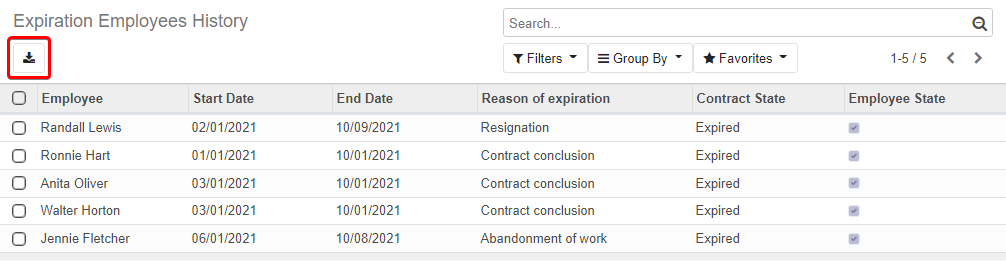 Expiration Employees History
Search...
Filters Group By Favorites 1-5 / 5
Employee Start Date End Date Reason of expiration Contract State Employee State
Randall Lewis 02/01/2021 10/09/2021 Resignation Expired
Ronnie Hart 01/01/2021 10/01/2021 Contract conclusion Expired
Anita Oliver 03/01/2021 10/01/2021 Contract conclusion Expired
Walter Horton 03/01/2021 10/01/2021 Contract conclusion Expired
Jennie Fletcher 06/01/2021 10/08/2021 Abandonment of work Expired